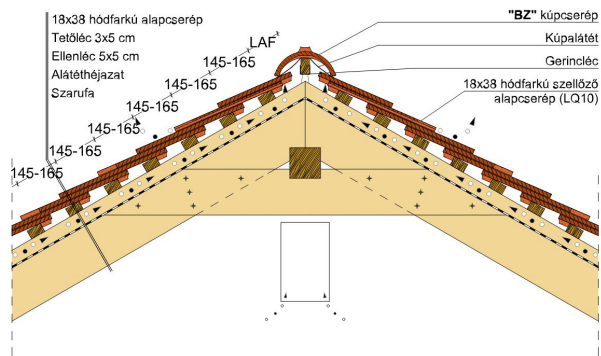 18x38 hódfarkú alapcserép
Tetőléc 3x5 cm
Ellenléc 5x5 cm
Alátéthéjazat
Szarufa
"BZ" kúpcserép
Kúpalátét
Gerincléc
18x38 hódfarkú szellőző
alapcserép (LQ10)
LAF
145-165
145-165
145-165
145-165
145-165
145-165